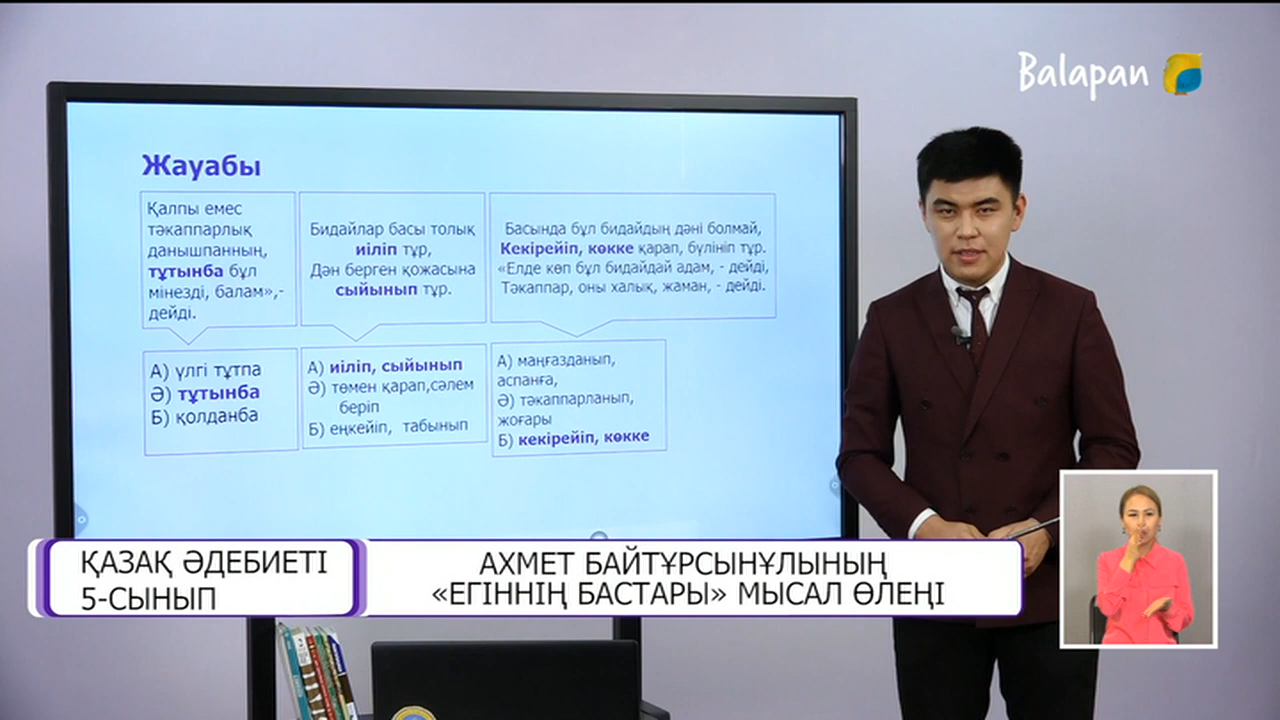 Balapan
Жауабы
Қалпы емес
тәкаппарлық
данышпанның,
тұтынба бұл
мінезді, балам»,-
дейді.
Бидайлар басы толық
иіліп тұр,
Дән берген қожасына
сыйынып тұр.
Басында бұл бидайдың дәні болмай,
Кекірейіп, көкке қарап, бүлініп тұр.
«Елде көп бұл бидайдай адам, - дейді,
Тәкаппар, оны халық, жаман, - дейді.
А) үлгі тұтпа
Ә) тұтынба
Б) қолданба
А) иіліп, сыйынып
Ә) төмен қарап,сәлем
беріп
Б) еңкейіп, табынып
А) маңғазданып,
аспанға,
Ә) тәкаппарланып,
жоғары
Б) кекірейіп, көкке
ҚАЗАҚ ӘДЕБИЕТІ
5-СЫНЫП
АХМЕТ БАЙТҰРСЫНҰЛЫНЫҢ
«ЕГІННІҢ БАСТАРЫ» МЫСАЛ ӨЛЕҢІ